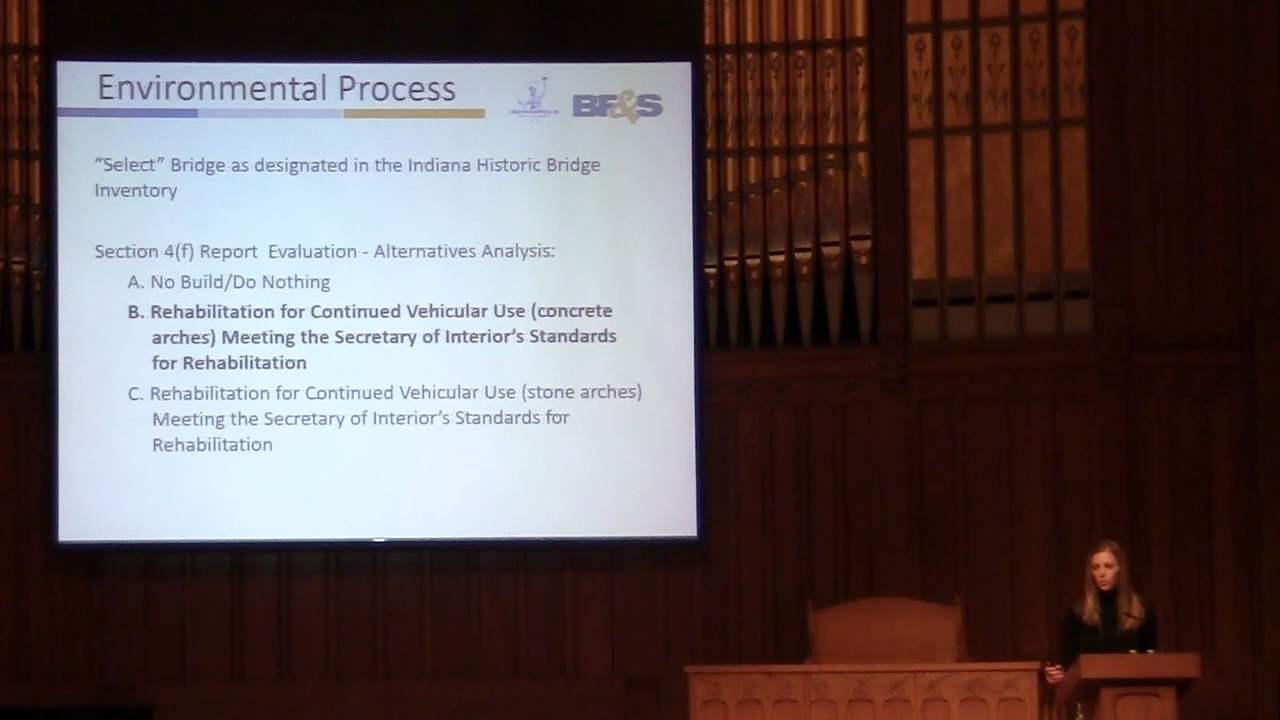 Environmental Process
BF&S
“Select” Bridge as designated in the Indiana Historic Bridge
Inventory
Section 4(f) Report Evaluation - Alternatives Analysis:
A. No Build/Do Nothing
B. Rehabilitation for Continued Vehicular Use (concrete
arches) Meeting the Secretary of Interior’s Standards
for Rehabilitation
C. Rehabilitation for Continued Vehicular Use (stone arches)
Meeting the Secretary of Interior’s Standards for
Rehabilitation